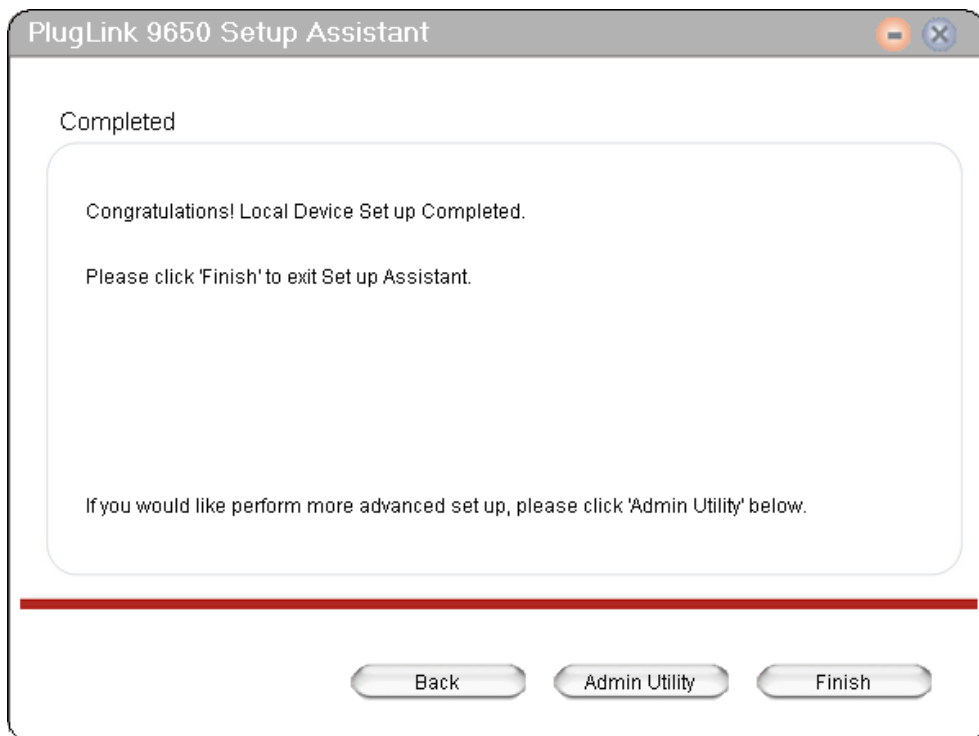 PlugLink 9650 Setup Assistant
Completed
Congratulations! Local Device Set up Completed.
Please click 'Finish' to exit Set up Assistant.
If you would like perform more advanced set up, please click 'Admin Utility' below.
Back
Admin Utility
Finish